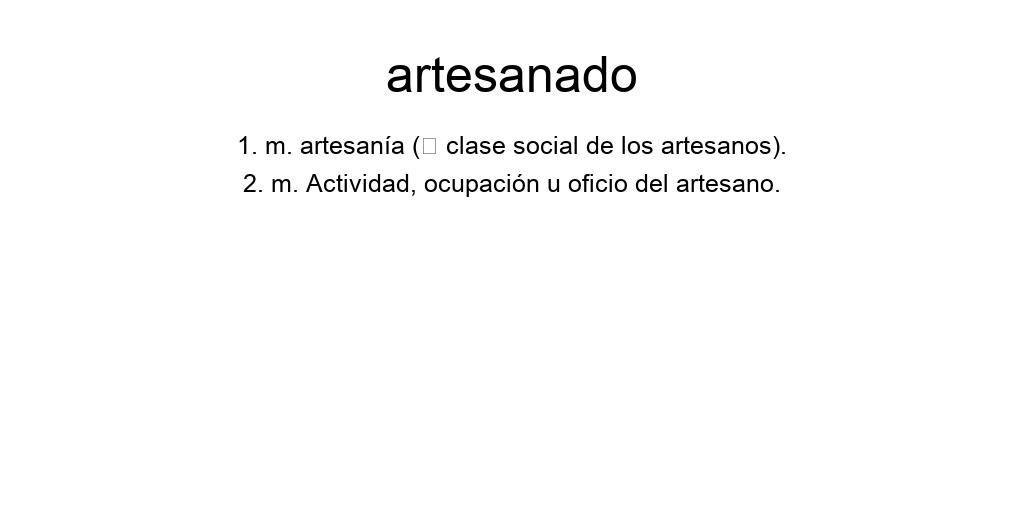 artesanado
1. m. artesanía (▯ clase social de los artesanos).
2. m. Actividad, ocupación u oficio del artesano.